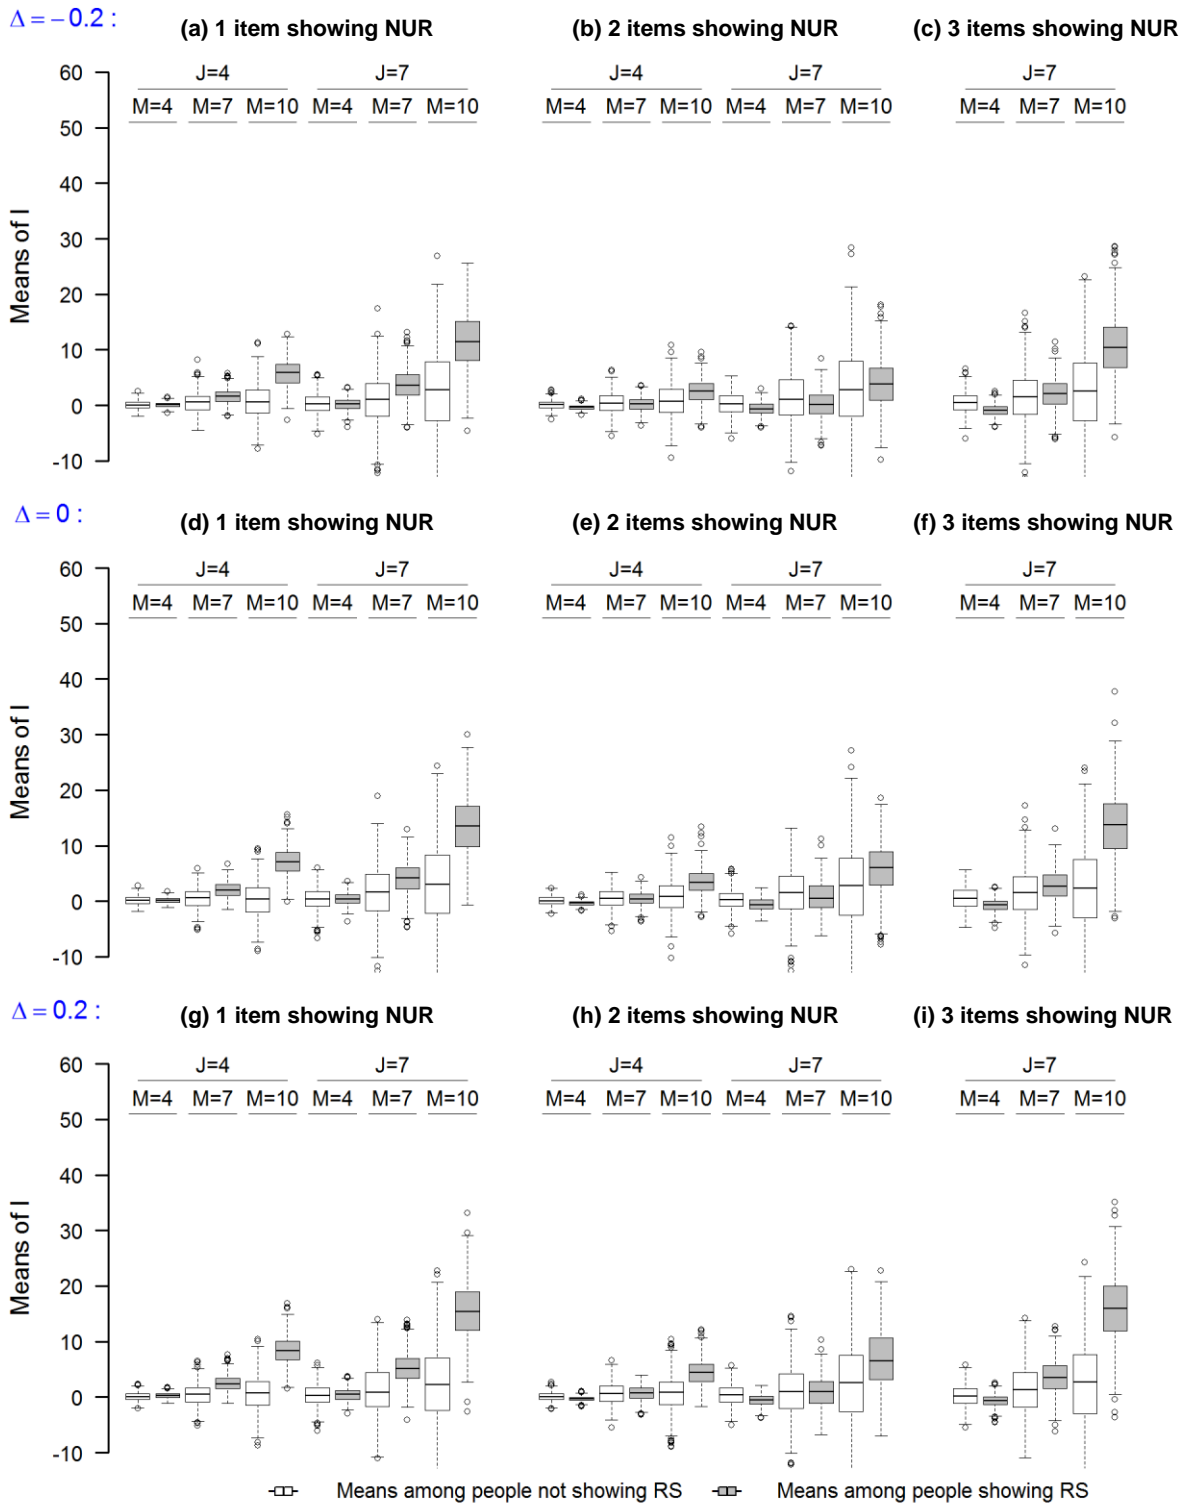 Δ = − 0.2 :
(a) 1 item showing NUR
(b) 2 items showing NUR
(c) 3 items showing NUR
J=4
J=7
J=4
J=7
J=7
M=4 M=7 M=10 M=4 M=7 M=10
M=4 M=7 M=10 M=4 M=7 M=10
M=4 M=7 M=10
60
50
40
30
20
10
0
-10
Means of I
Δ = 0 :
(d) 1 item showing NUR
(e) 2 items showing NUR
(f) 3 items showing NUR
J=4
J=7
J=4
J=7
J=7
M=4 M=7 M=10 M=4 M=7 M=10
M=4 M=7 M=10 M=4 M=7 M=10
M=4 M=7 M=10
60
50
40
30
20
10
0
-10
Means of I
Δ = 0.2 :
(g) 1 item showing NUR
(h) 2 items showing NUR
(i) 3 items showing NUR
J=4
J=7
J=4
J=7
J=7
M=4 M=7 M=10 M=4 M=7 M=10
M=4 M=7 M=10 M=4 M=7 M=10
M=4 M=7 M=10
60
50
40
30
20
10
0
-10
Means of I
Means among people not showing RS
Means among people showing RS